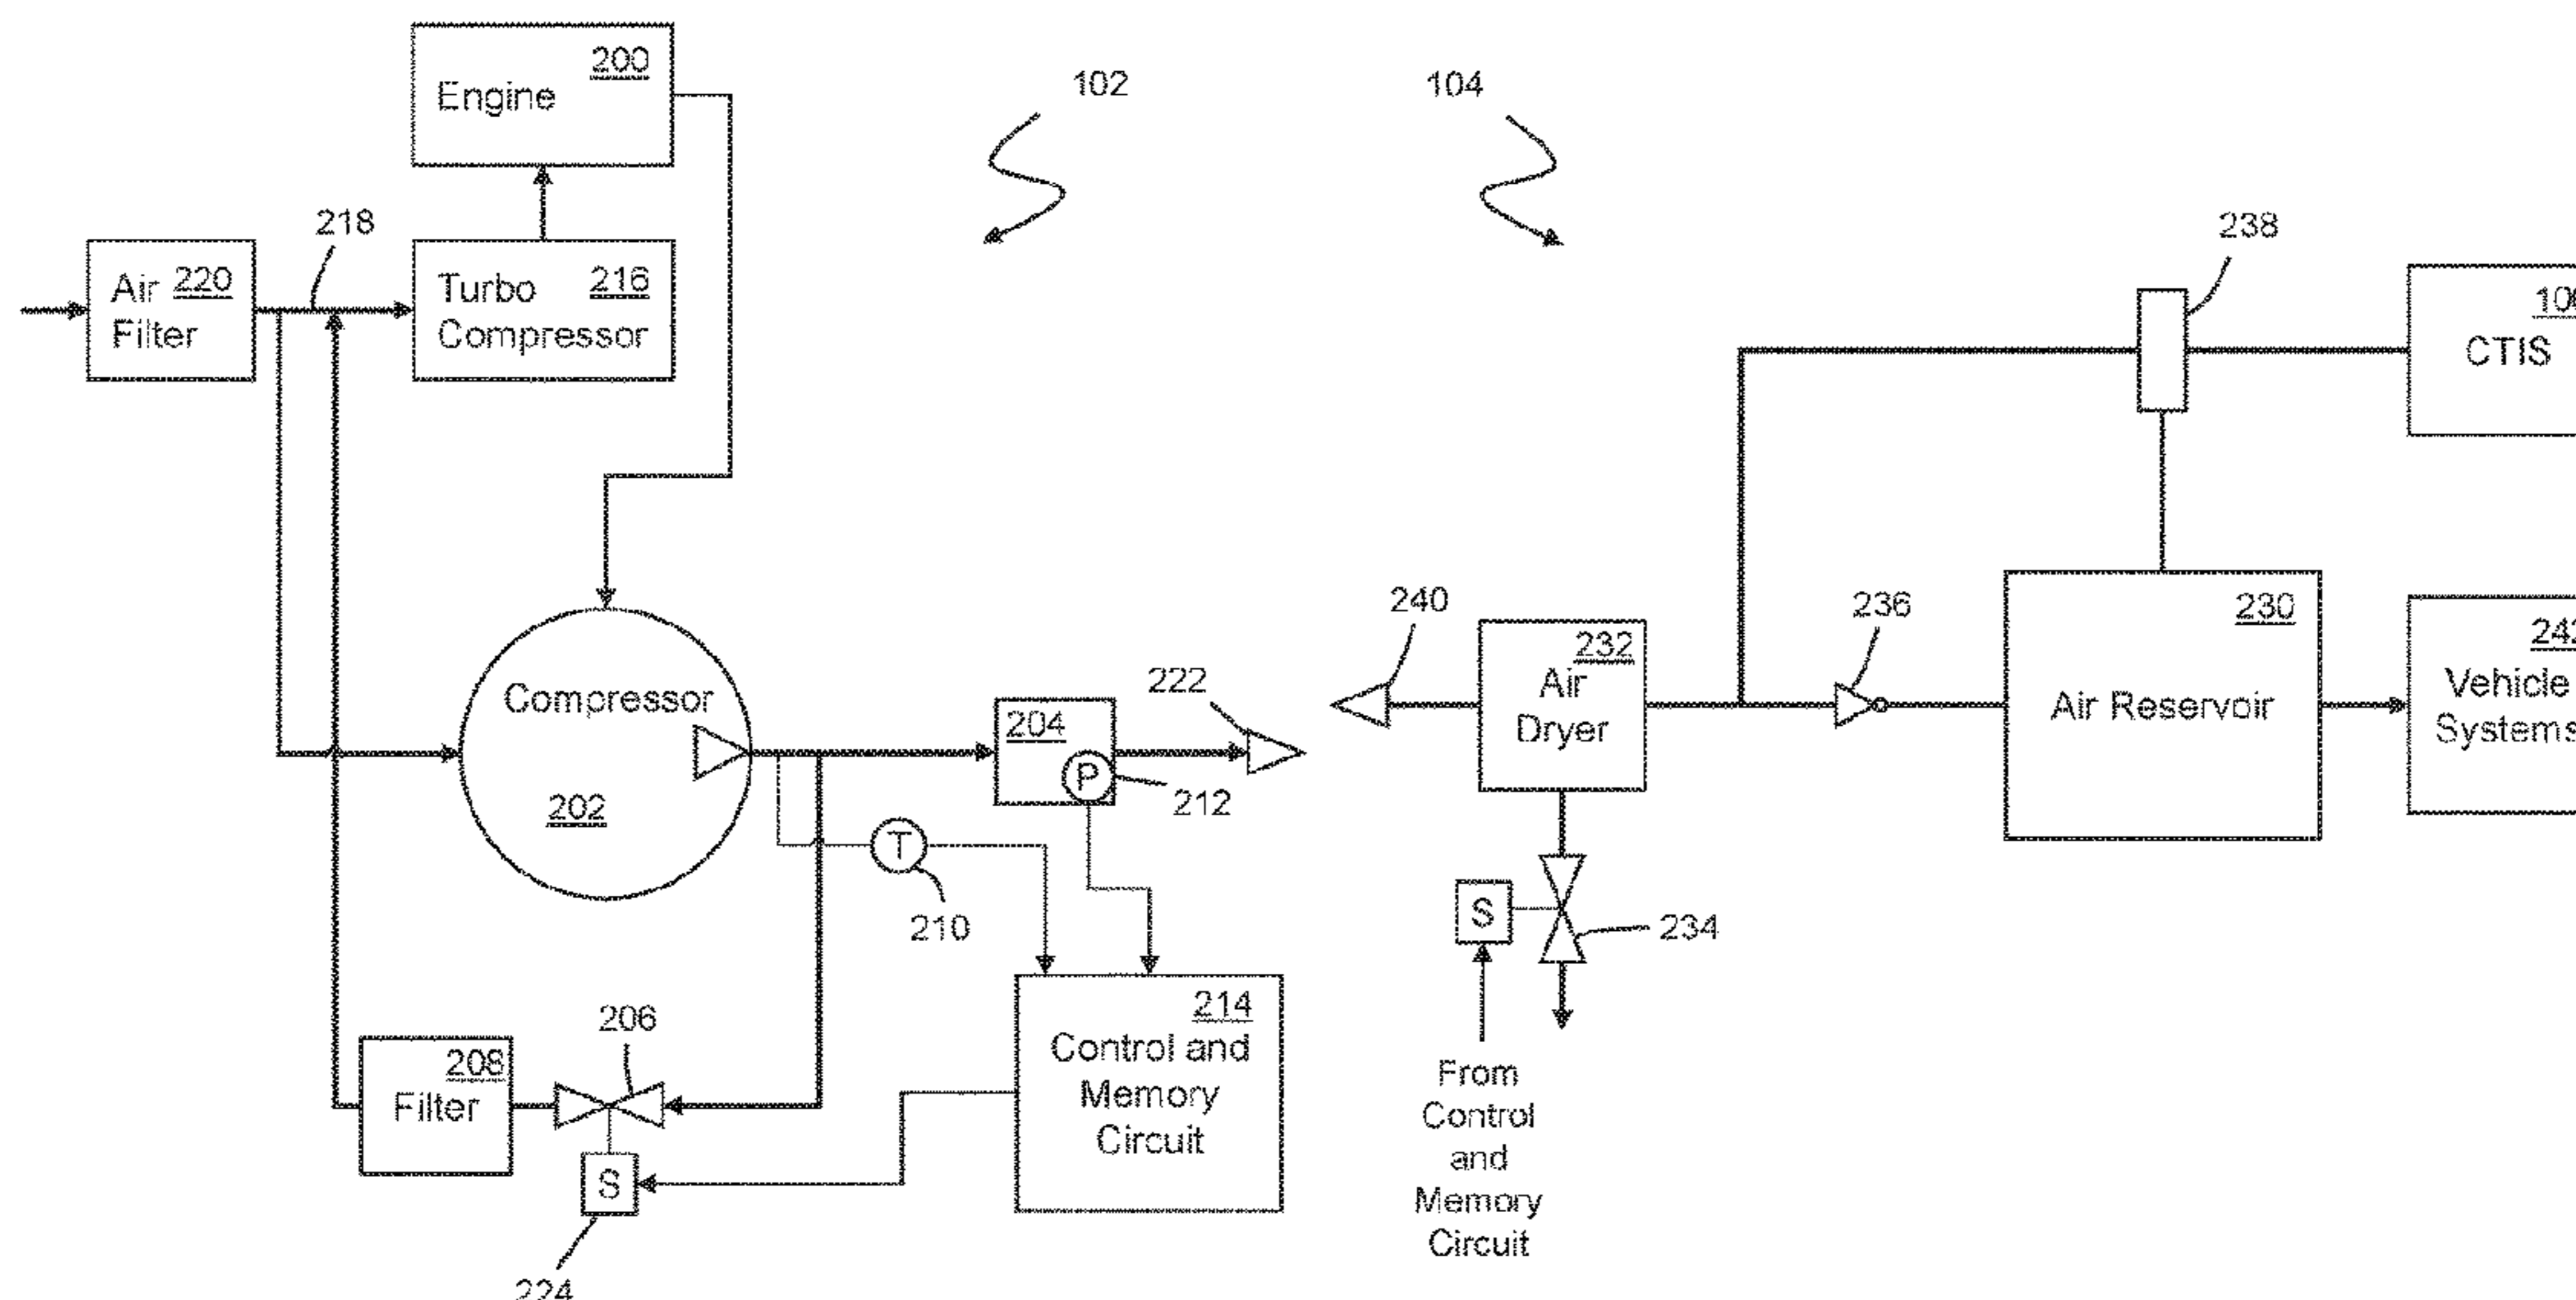 200
Engine
102
104
218
238
Air 220
Filter
Turbo 216
Compressor
CTIS
240
236
232
Air
Dryer
230
Air Reservoir
Vehicle
Systems
222
204
P
212
Compressor
202
T
210
S
234
206
214
Control and
Memory
Circuit
208
Filter
S
224
From
Control
and
Memory
Circuit